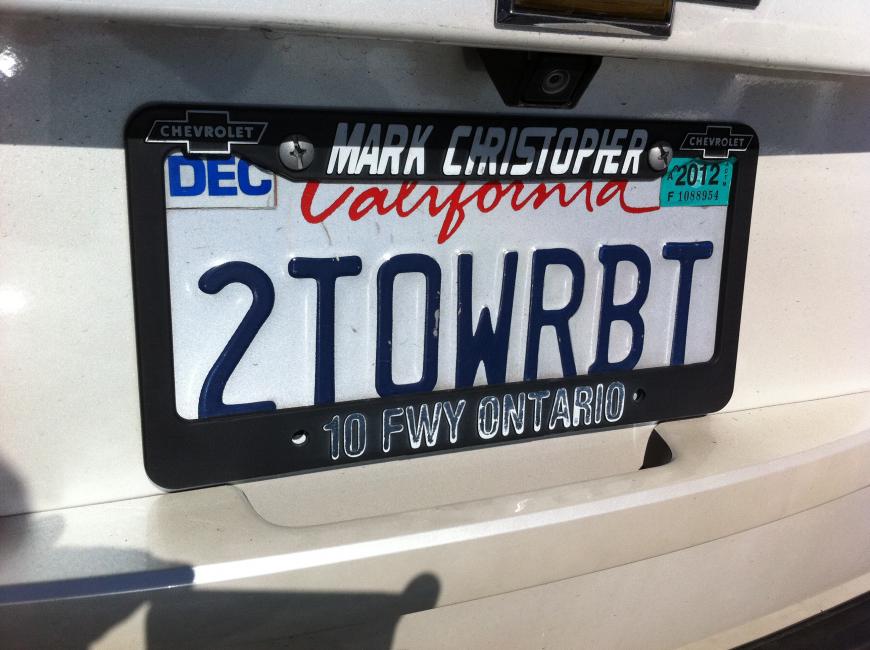 CHEVROLET MARK CHRISTOPHER CHEVROLET
DEC California 2012
F 1088954
2TOWRBT
10 FWY ONTARIO